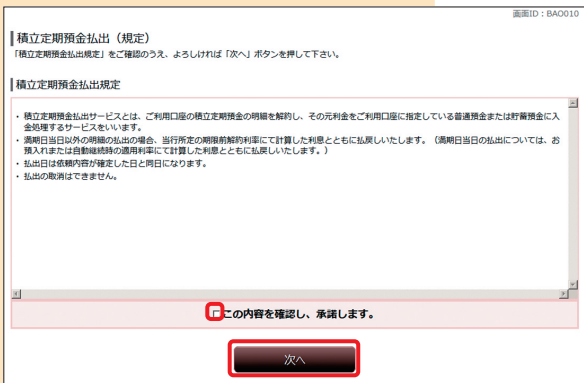 画面ID：BAO010
積立定期預金払出（規定）
「積立定期預金払出規定」をご確認のうえ、よろしければ「次へ」ボタンを押して下さい。
積立定期預金払出規定
・積立定期預金払出サービスとは、ご利用口座の積立定期預金の明細を解約し、その元利金をご利用口座に指定している普通預金または貯蓄預金に入
金処理するサービスをいいます。
・満期日当日以外の明細の払出の場合、当行所定の期限前解約利率にて計算した利息とともに払戻しいたします。（満期日当日の払出については、お
預入れまたは自動継続時の適用利率にて計算した利息とともに払戻しいたします。）
・払出日は依頼内容が確定した日と同日になります。
・払出の取消はできません。
この内容を確認し、承諾します。
次へ